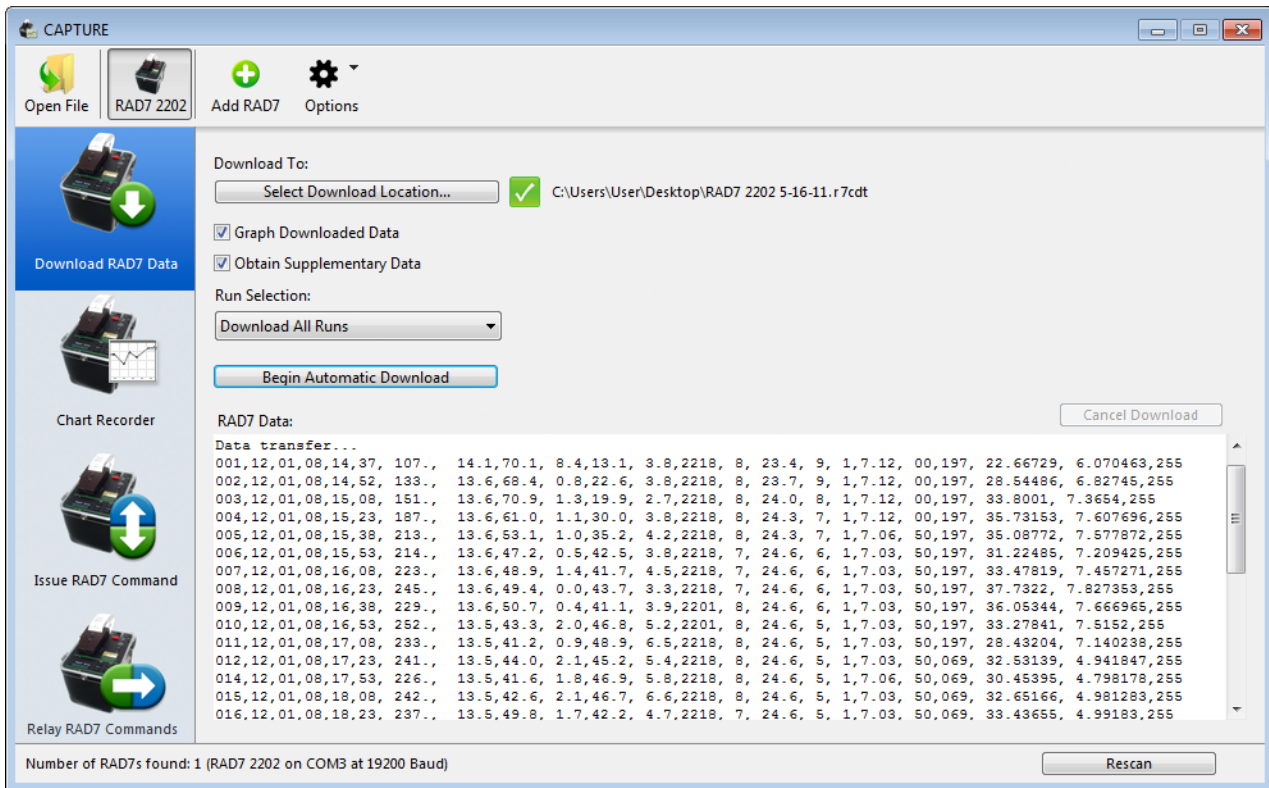 CAPTURE
Open File
RAD7 2202
Add RAD7
Options
Download RAD7 Data
Chart Recorder
Issue RAD7 Command
Relay RAD7 Commands
Download To:
Select Download Location...
C:\Users\User\Desktop\RAD7 2202 5-16-11.r7cdt
Graph Downloaded Data
Obtain Supplementary Data
Run Selection:
Download All Runs
Begin Automatic Download
RAD7 Data:
Cancel Download
Data transfer...
001,12,01,08,14,37, 107., 14.1,70.1, 8.4,13.1, 3.8,2218, 8, 23.4, 9, 1,7.12, 00,197, 22.66729, 6.070463,255
002,12,01,08,14,52, 133., 13.6,68.4, 0.8,22.6, 3.8,2218, 8, 23.7, 9, 1,7.12, 00,197, 28.54486, 6.82745,255
003,12,01,08,15,08, 151., 13.6,70.9, 1.3,19.9, 2.7,2218, 8, 24.0, 8, 1,7.12, 00,197, 33.8001, 7.3654,255
004,12,01,08,15,23, 187., 13.6,61.0, 1.1,30.0, 3.8,2218, 8, 24.3, 7, 1,7.12, 00,197, 35.73153, 7.607696,255
005,12,01,08,15,38, 213., 13.6,53.1, 1.0,35.2, 4.2,2218, 8, 24.3, 7, 1,7.06, 50,197, 35.08772, 7.577872,255
006,12,01,08,15,53, 214., 13.6,47.2, 0.5,42.5, 3.8,2218, 7, 24.6, 6, 1,7.03, 50,197, 31.22485, 7.209425,255
007,12,01,08,16,08, 223., 13.6,48.9, 1.4,41.7, 4.5,2218, 7, 24.6, 6, 1,7.03, 50,197, 33.47819, 7.457271,255
008,12,01,08,16,23, 245., 13.6,49.4, 0.0,43.7, 3.3,2218, 7, 24.6, 6, 1,7.03, 50,197, 37.7322, 7.827353,255
009,12,01,08,16,38, 229., 13.6,50.7, 0.4,41.1, 3.9,2201, 8, 24.6, 6, 1,7.03, 50,197, 36.05344, 7.666965,255
010,12,01,08,16,53, 252., 13.5,43.3, 2.0,46.8, 5.2,2201, 8, 24.6, 5, 1,7.03, 50,197, 33.27841, 7.5152,255
011,12,01,08,17,08, 233., 13.5,41.2, 0.9,48.9, 6.5,2218, 8, 24.6, 5, 1,7.03, 50,197, 28.43204, 7.140238,255
012,12,01,08,17,23, 241., 13.5,44.0, 2.1,45.2, 5.4,2218, 8, 24.6, 5, 1,7.03, 50,069, 32.53139, 4.941847,255
014,12,01,08,17,53, 226., 13.5,41.6, 1.8,46.9, 5.8,2218, 8, 24.6, 5, 1,7.06, 50,069, 30.45395, 4.798178,255
015,12,01,08,18,08, 242., 13.5,42.6, 2.1,46.7, 6.6,2218, 8, 24.6, 5, 1,7.03, 50,069, 32.65166, 4.981283,255
016,12,01,08,18,23, 237., 13.5,49.8, 1.7,42.2, 4.7,2218, 7, 24.6, 5, 1,7.03, 50,069, 33.43655, 4.99183,255
Number of RAD7s found: 1 (RAD7 2202 on COM3 at 19200 Baud)
Rescan